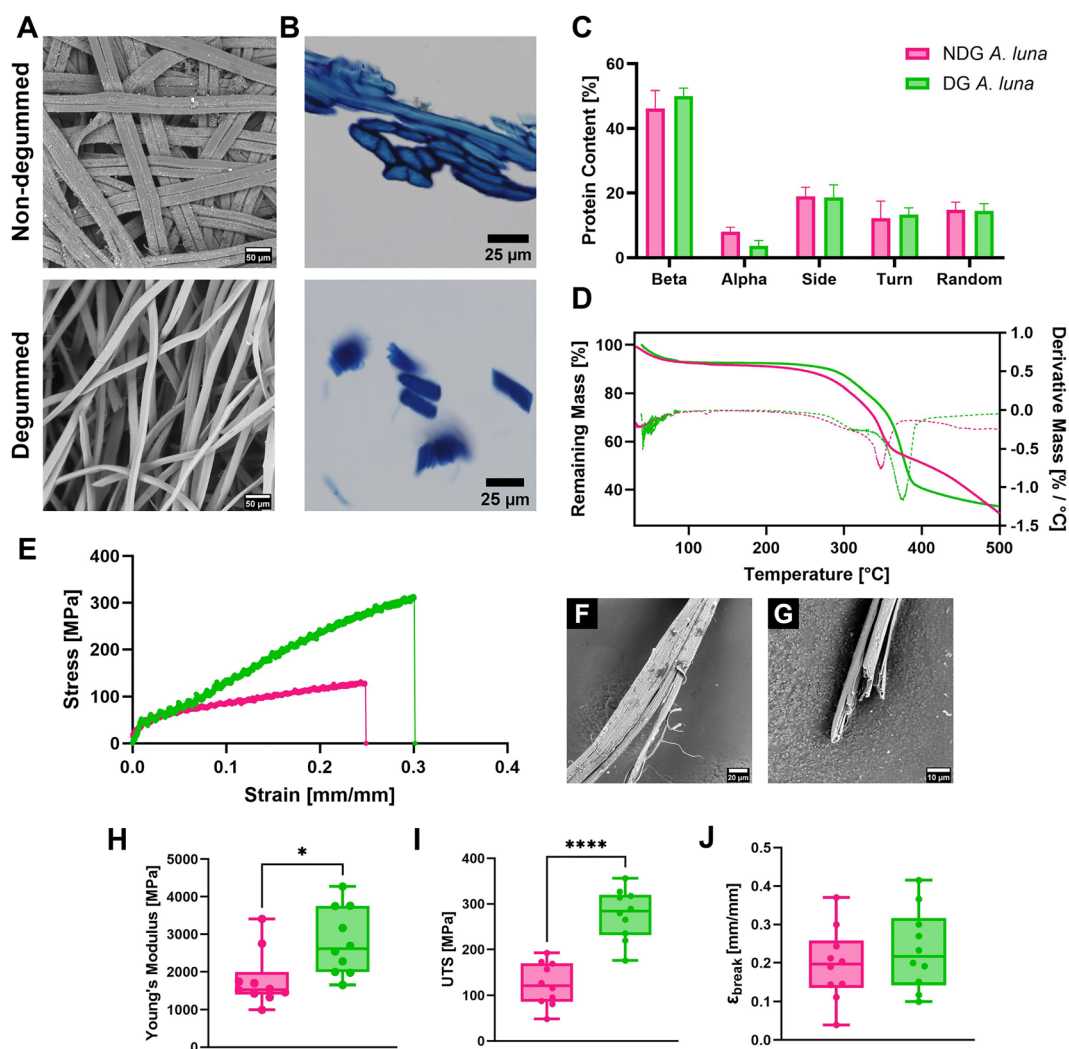 A
B
Non-degummed
50 µm
25 µm
Degummed
50 µm
25 µm
C
NDG A. luna
DG A. luna
Protein Content [%]
60
40
20
0
Beta Alpha Side Turn Random
D
Remaining Mass [%]
100
80
60
40
1.0
0.5
0.0
-0.5
-1.0
-1.5
Derivative Mass [% / °C]
100 200 300 400 500
Temperature [°C]
E
Stress [MPa]
400
300
200
100
0
0.0 0.1 0.2 0.3 0.4
Strain [mm/mm]
F
20 µm
G
10 µm
H
Young's Modulus [MPa]
5000
4000
3000
2000
1000
0
*
I
UTS [MPa]
400
300
200
100
0
****
J
εbreak [mm/mm]
0.5
0.4
0.3
0.2
0.1
0.0